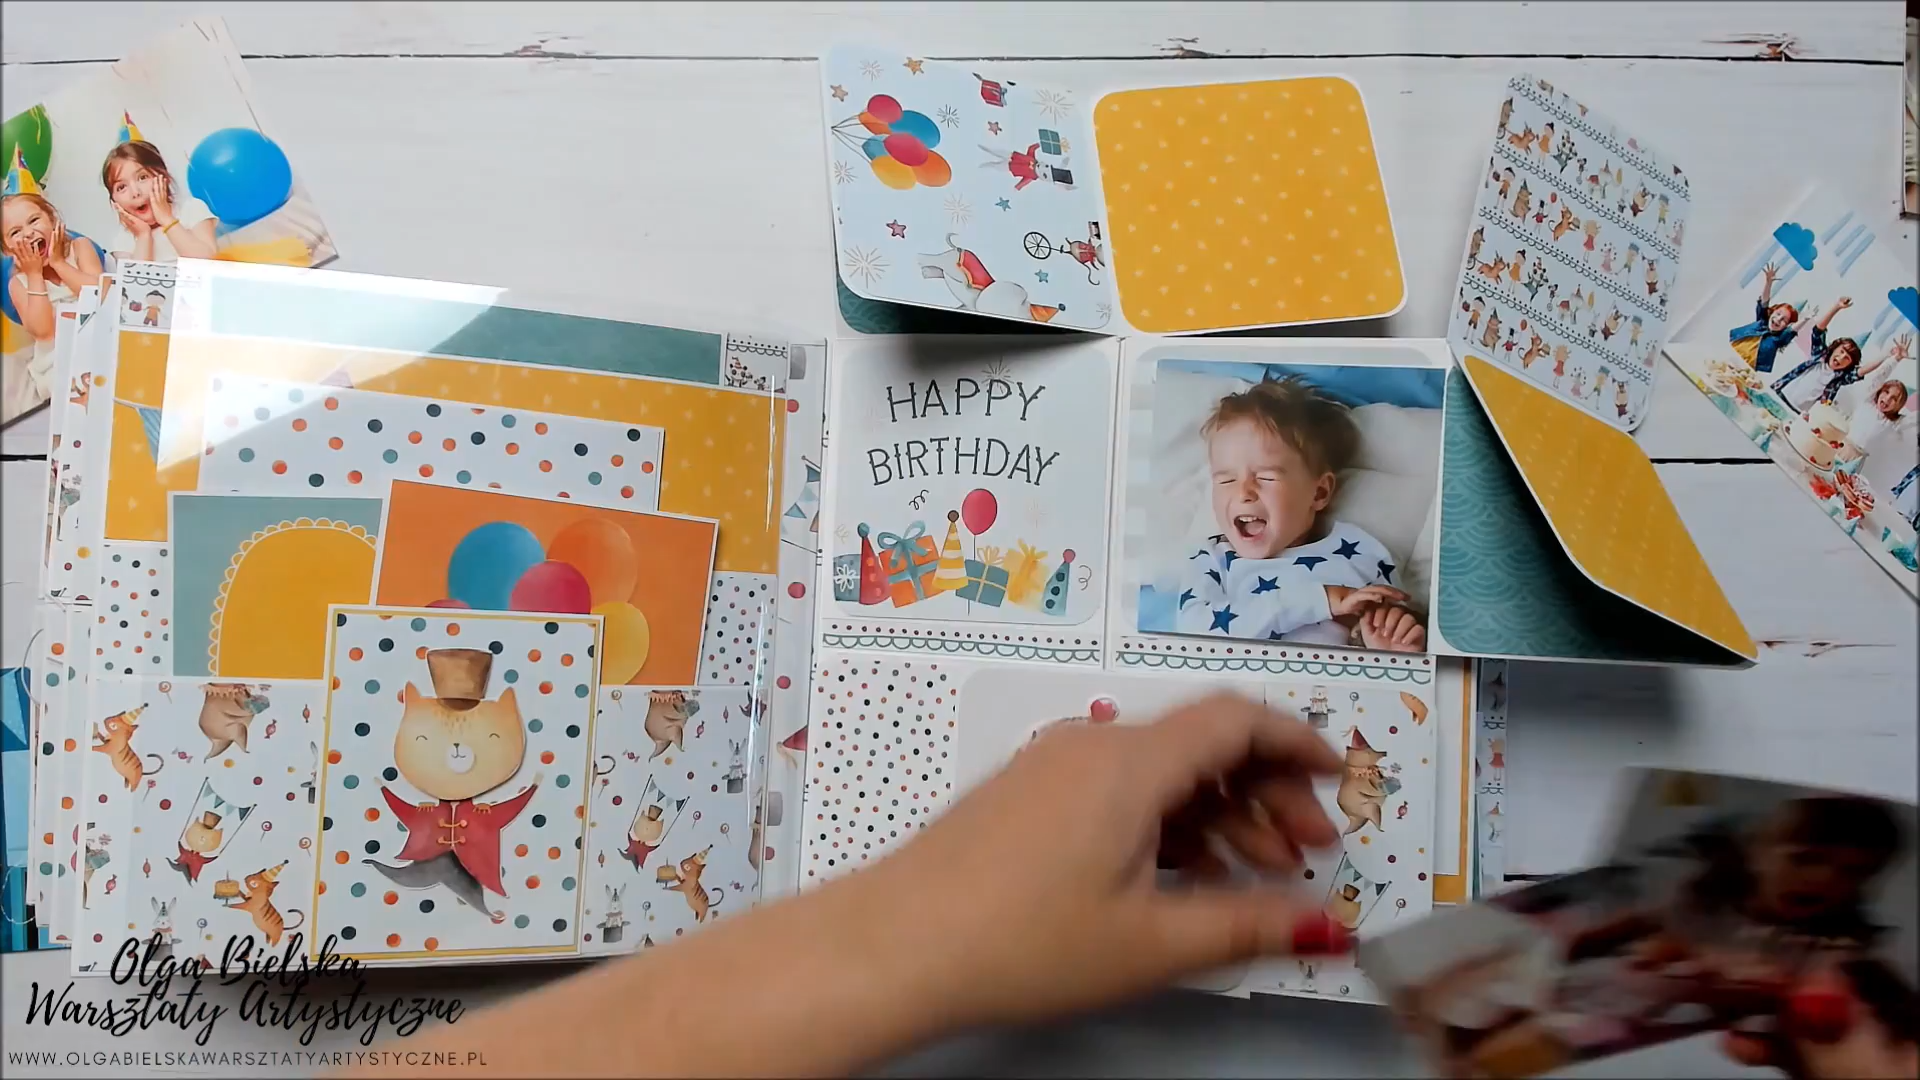 HAPPY
BIRTHDAY
Olga Bielska
Warsztaty Artystyczne
WWW.OLGABIELSKAWARSZTATYARTYSTYCZNE.PL